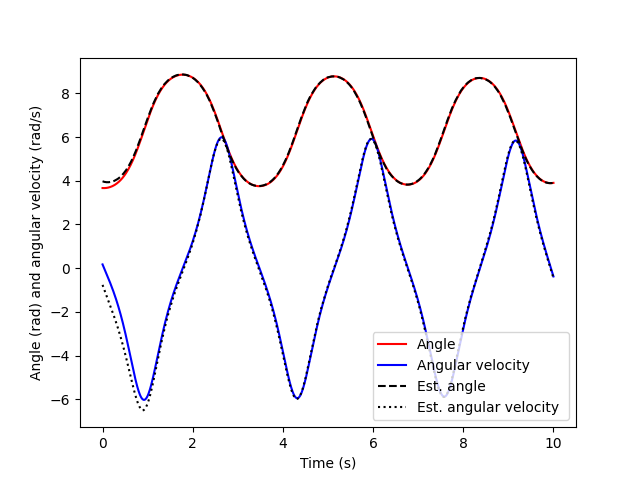 Angle (rad) and angular velocity (rad/s)
8
6
4
2
0
−2
−4
−6
0 2 4 6 8 10
Time (s)
Angle
Angular velocity
Est. angle
Est. angular velocity